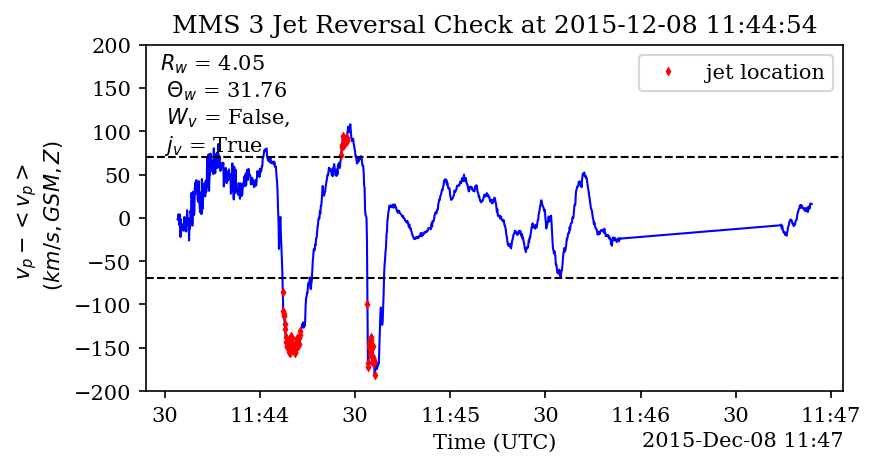 MMS 3 Jet Reversal Check at 2015-12-08 11:44:54
R_w = 4.05
Θ_w = 31.76
W_v = False,
j_v = True
jet location
200
150
100
50
0
−50
−100
−150
−200
v_p − < v_p >
(km/s, GSM, Z)
30 11:44 30 11:45 30 11:46 30 11:47
Time (UTC)
2015-Dec-08 11:47